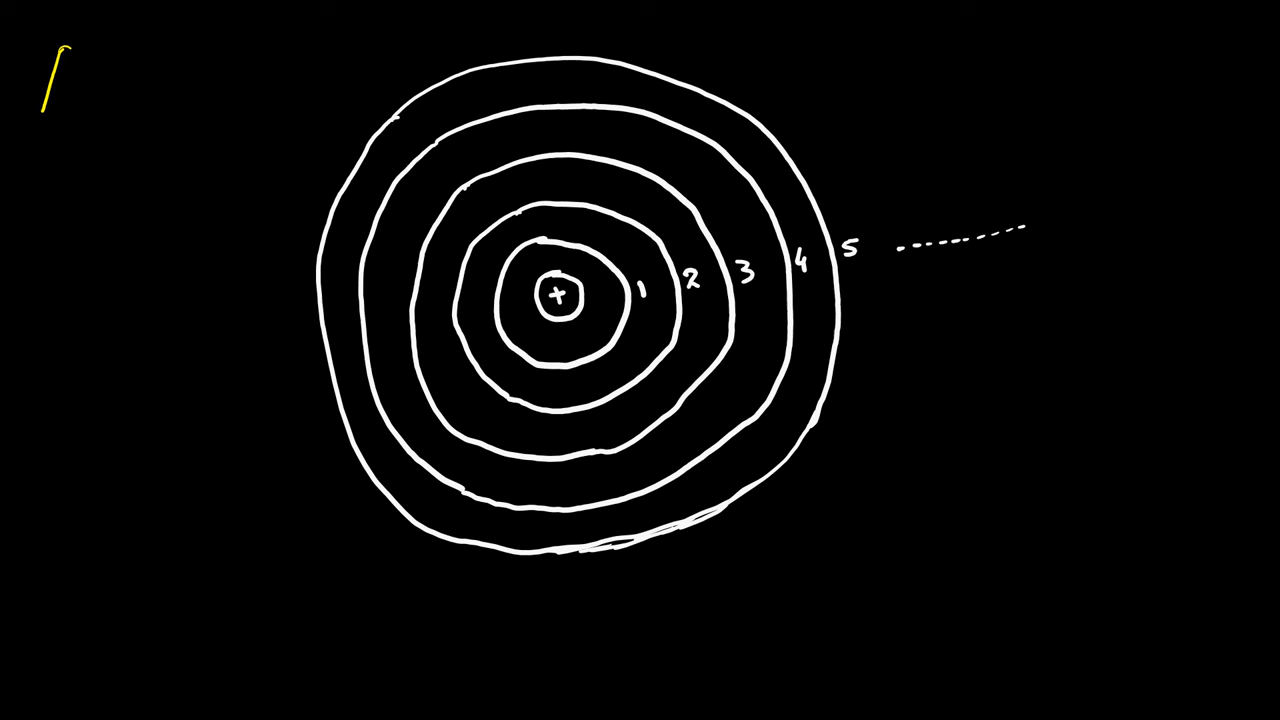 + 1 2 3 4 5 ........